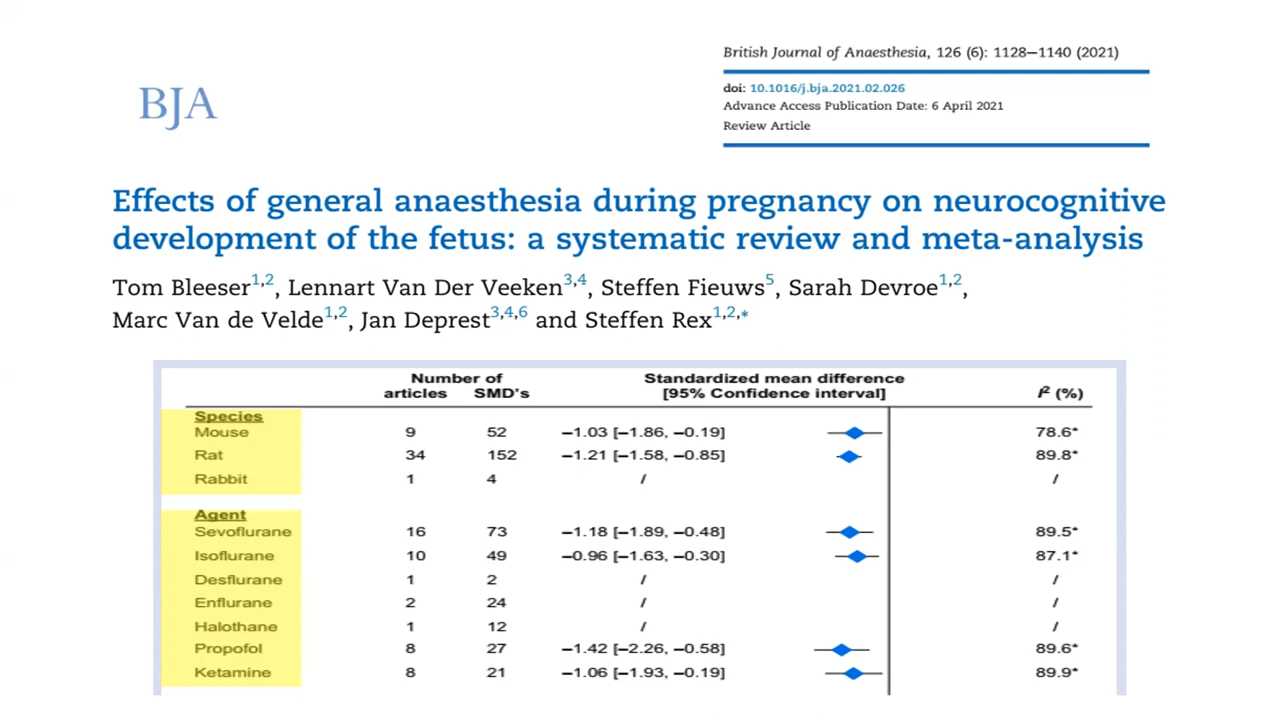 British Journal of Anaesthesia, 126 (6): 1128–1140 (2021)
BJA
doi: 10.1016/j.bja.2021.02.026
Advance Access Publication Date: 6 April 2021
Review Article
Effects of general anaesthesia during pregnancy on neurocognitive
development of the fetus: a systematic review and meta-analysis
Tom Bleeser1,2, Lennart Van Der Veeken3,4, Steffen Fieuws5, Sarah Devroe1,2,
Marc Van de Velde1,2, Jan Deprest3,4,6 and Steffen Rex1,2,*
Number of articles SMD's Standardized mean difference [95% Confidence interval] I2 (%)
Species
Mouse 9 52 –1.03 [–1.86, –0.19] 78.6*
Rat 34 152 –1.21 [–1.58, –0.85] 89.8*
Rabbit 1 4 / /
Agent
Sevoflurane 16 73 –1.18 [–1.89, –0.48] 89.5*
Isoflurane 10 49 –0.96 [–1.63, –0.30] 87.1*
Desflurane 1 2 / /
Enflurane 2 24 / /
Halothane 1 12 / /
Propofol 8 27 –1.42 [–2.26, –0.58] 89.6*
Ketamine 8 21 –1.06 [–1.93, –0.19] 89.9*